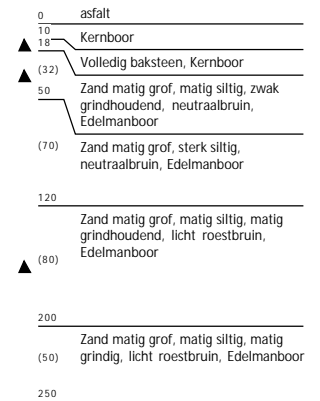 0 asfalt
10 Kernboor
18
Volledig baksteen, Kernboor
(32)
50 Zand matig grof, matig siltig, zwak
grindhoudend, neutraalbruin,
Edelmanboor
(70) Zand matig grof, sterk siltig,
neutraalbruin, Edelmanboor
120
Zand matig grof, matig siltig, matig
grindhoudend, licht roestbruin,
Edelmanboor
(80)
200
Zand matig grof, matig siltig, matig
(50) grindig, licht roestbruin, Edelmanboor
250